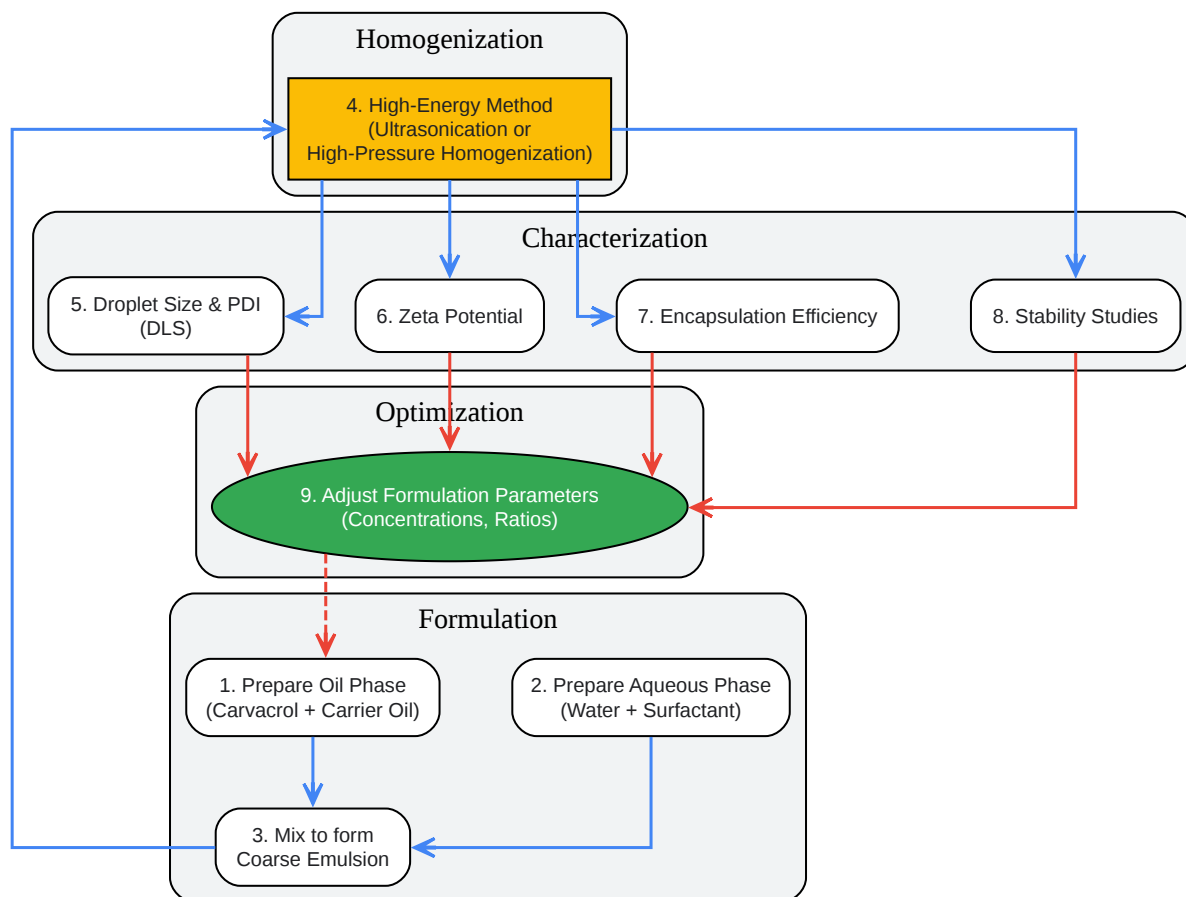 Homogenization
4. High-Energy Method
(Ultrasonication or
High-Pressure Homogenization)
Characterization
5. Droplet Size & PDI
(DLS)
6. Zeta Potential
7. Encapsulation Efficiency
8. Stability Studies
Optimization
9. Adjust Formulation Parameters
(Concentrations, Ratios)
Formulation
1. Prepare Oil Phase
(Carvacrol + Carrier Oil)
2. Prepare Aqueous Phase
(Water + Surfactant)
3. Mix to form
Coarse Emulsion